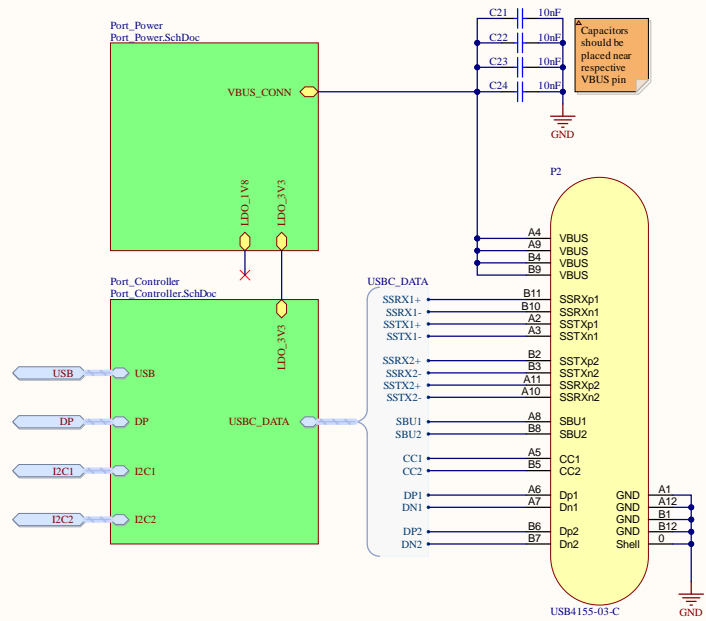 Port_Power
Port_Power.SchDoc
VBUS_CONN
LDO_1V8
LDO_3V3
C21 10nF
C22 10nF
C23 10nF
C24 10nF
GND
Capacitors
should be
placed near
respective
VBUS pin
Port_Controller
Port_Controller.SchDoc
LDO_3V3
USB USB
DP DP
I2C1 I2C1
I2C2 I2C2
USBC_DATA
USBC_DATA
SSRX1+
SSRX1-
SSTX1+
SSTX1-
SSRX2+
SSRX2-
SSTX2+
SSTX2-
SBU1
SBU2
CC1
CC2
DP1
DN1
DP2
DN2
P2
A4 VBUS
A9 VBUS
B4 VBUS
B9 VBUS
B11 SSRXp1
B10 SSRXn1
A2 SSTXp1
A3 SSTXn1
B2 SSTXp2
B3 SSTXn2
A11 SSRXp2
A10 SSRXn2
A8 SBU1
B8 SBU2
A5 CC1
B5 CC2
A6 Dp1 GND A1
A7 Dn1 GND A12
GND B1
B6 Dp2 GND B12
B7 Dn2 Shell 0
USB4155-03-C
GND